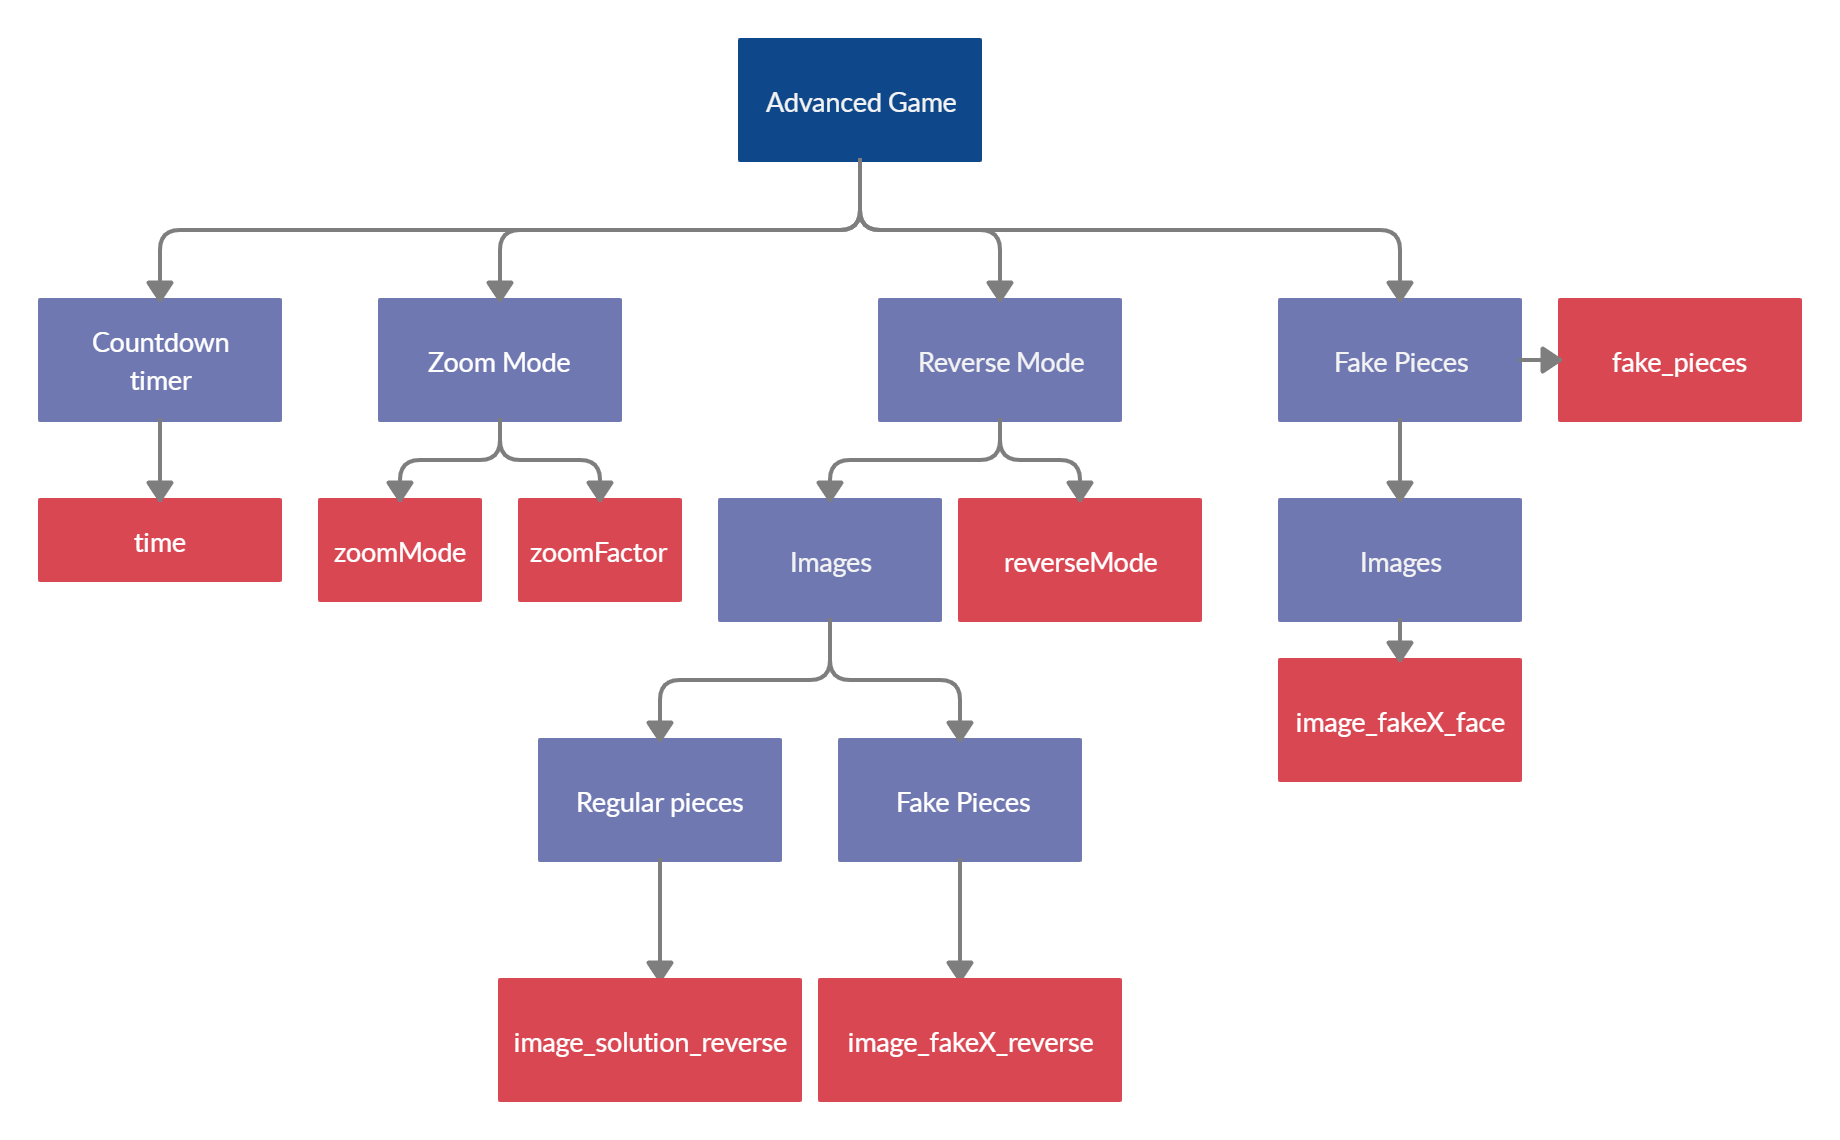 Advanced Game
Countdown
timer
Zoom Mode
Reverse Mode
Fake Pieces
fake_pieces
time
zoomMode
zoomFactor
Images
reverseMode
Images
image_fakeX_face
Regular pieces
Fake Pieces
image_solution_reverse
image_fakeX_reverse